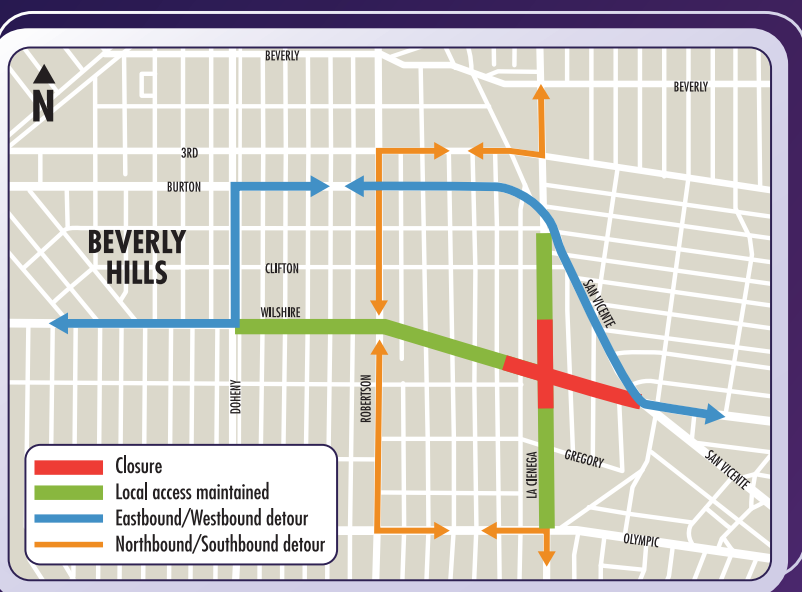 BEVERLY
BEVERLY
N
3RD
BURTON
BEVERLY
HILLS
CLIFTON
SAN VICENTE
WILSHIRE
DOHENY
ROBERTSON
LA CIENEGA
GREGORY
SAN VICENTE
OLYMPIC
Closure
Local access maintained
Eastbound/Westbound detour
Northbound/Southbound detour